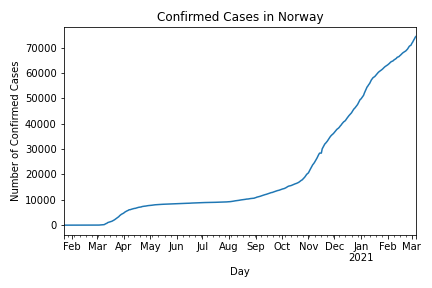 Confirmed Cases in Norway
Number of Confirmed Cases
70000
60000
50000
40000
30000
20000
10000
0
Feb Mar Apr May Jun Jul Aug Sep Oct Nov Dec Jan Feb Mar
2021
Day